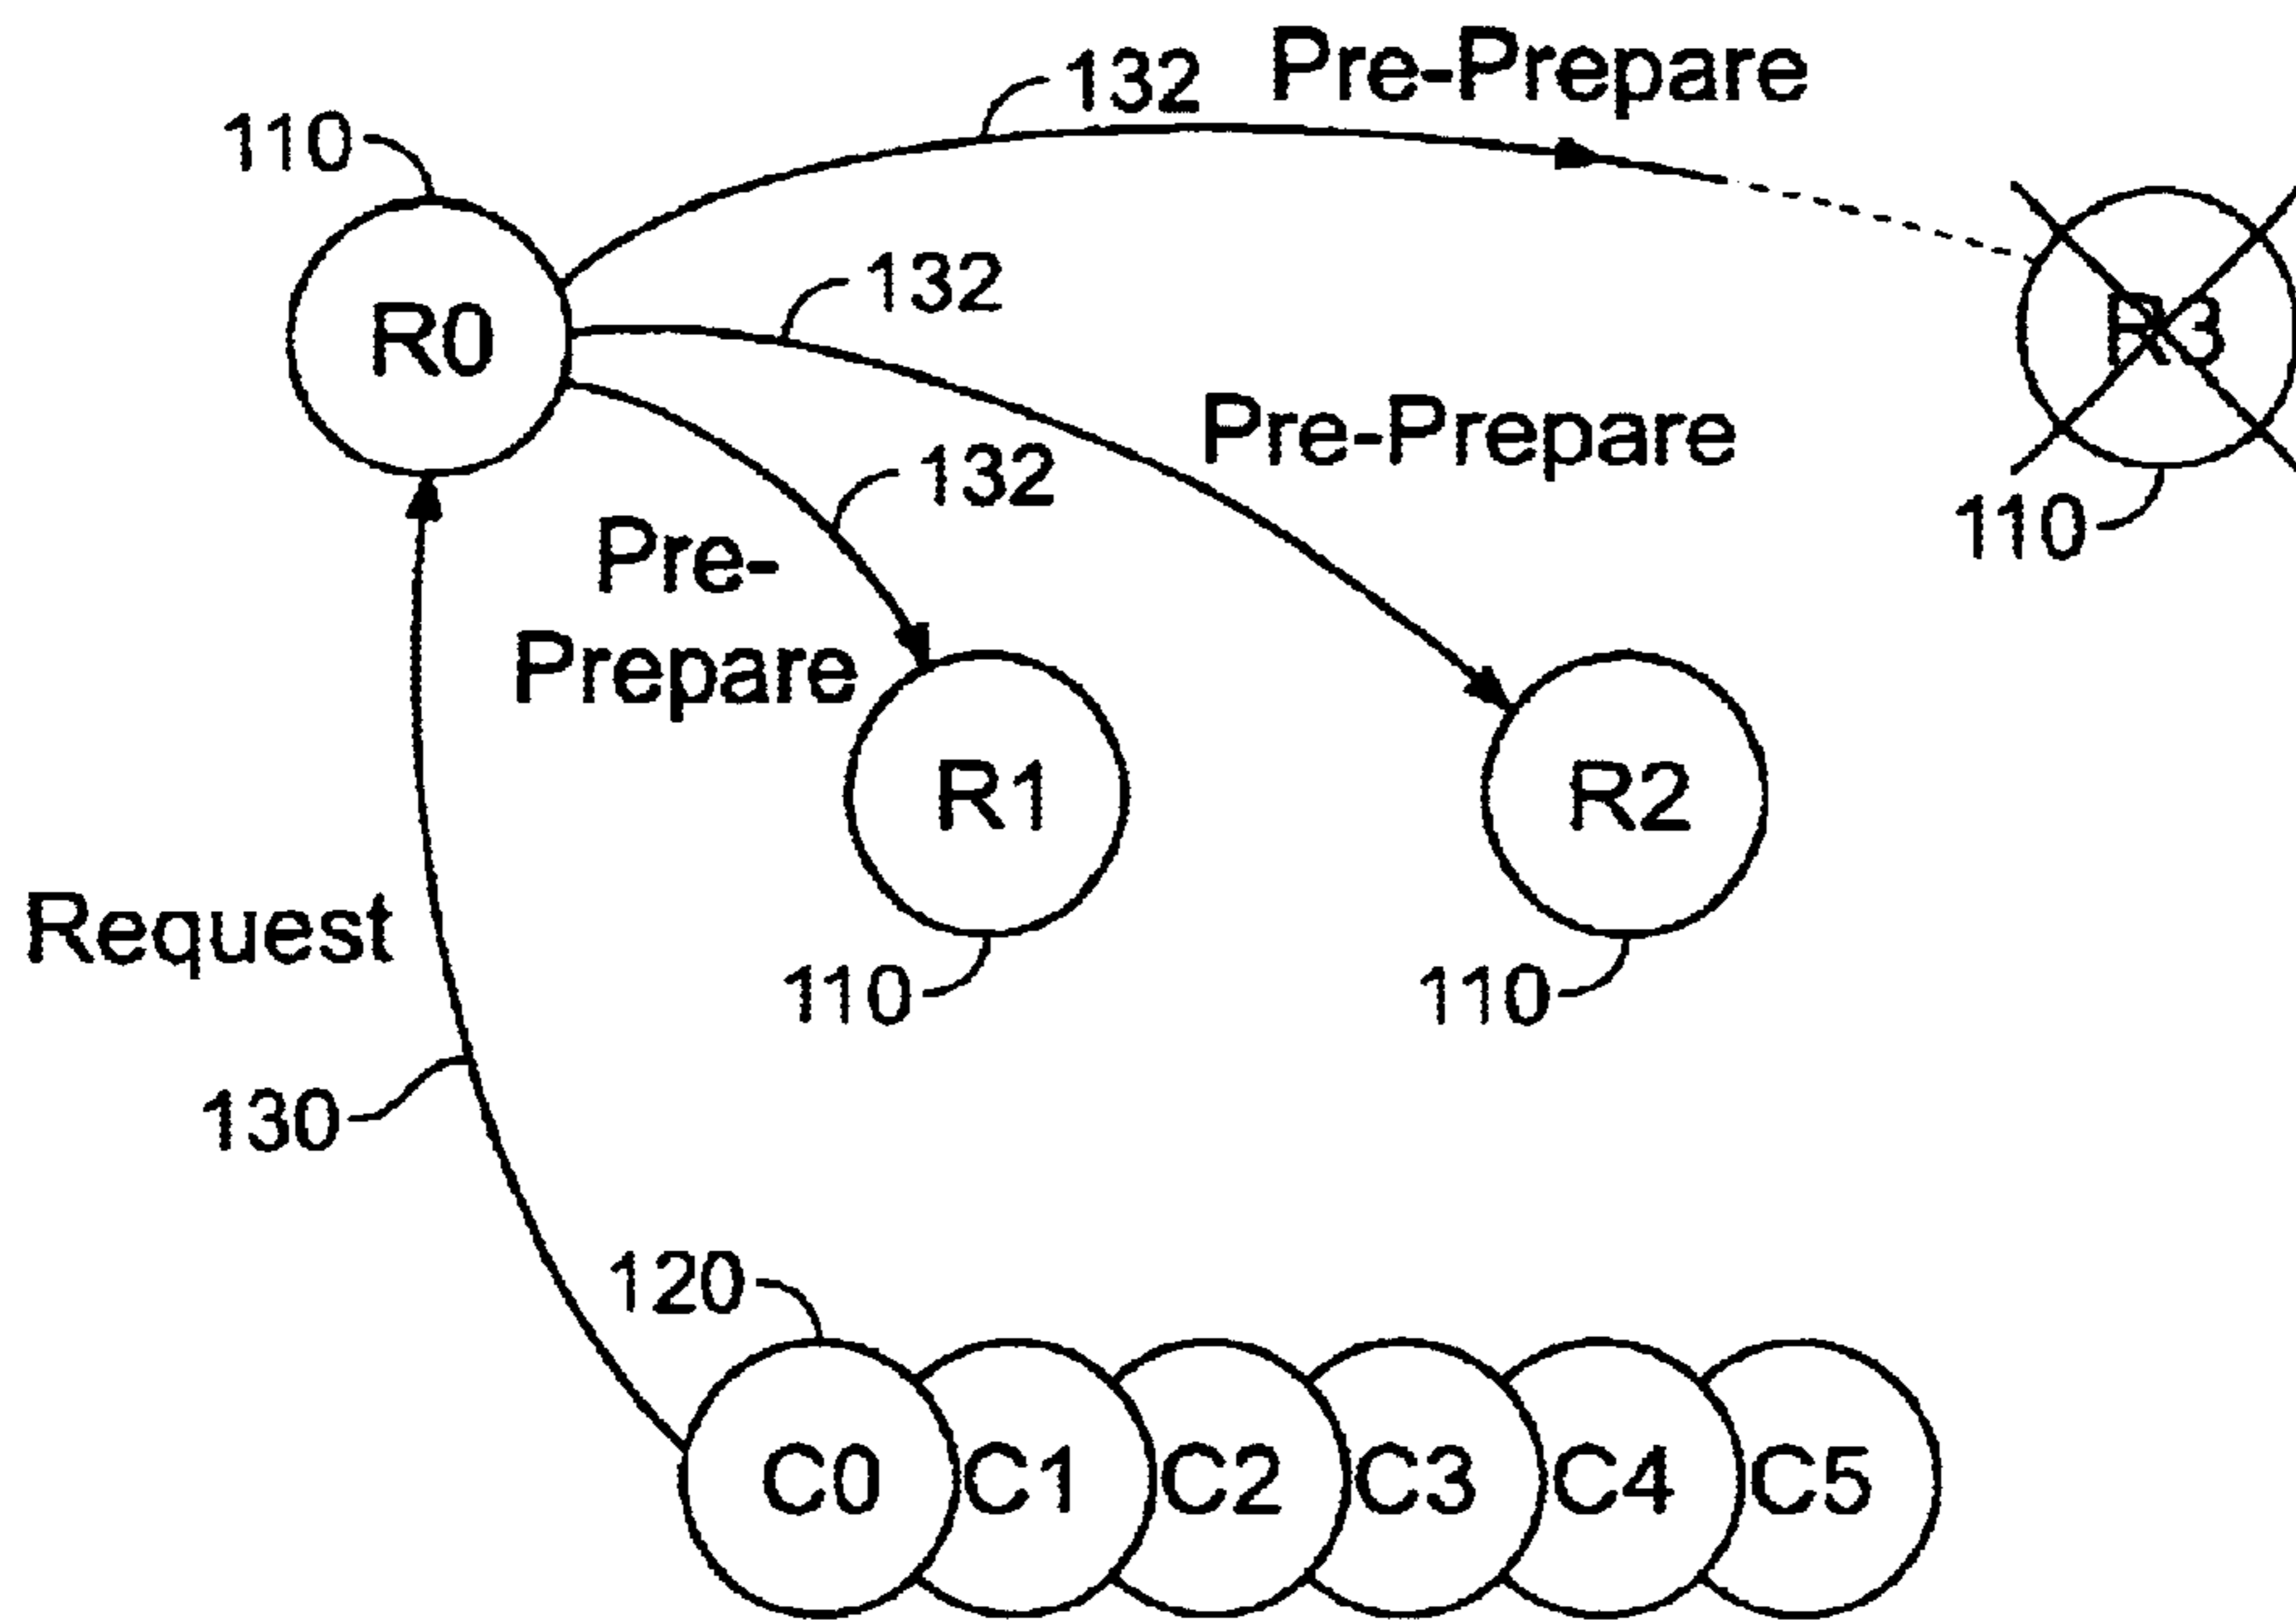 132 Pre-Prepare
110
R0
132
R3
Pre-Prepare
132
110
Pre-
Prepare
R1
R2
Request
110
110
130
120
C0 C1 C2 C3 C4 C5